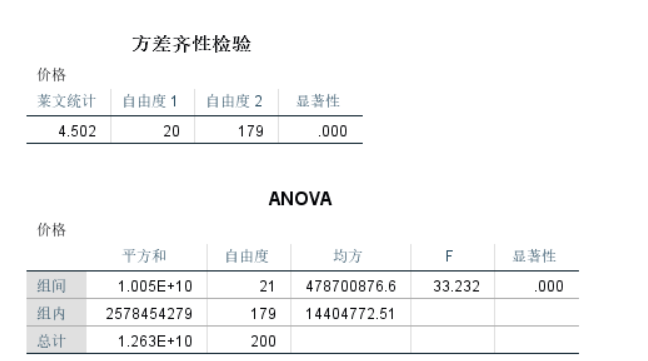 方差齐性检验
价格
莱文统计 自由度 1 自由度 2 显著性
4.502 20 179 .000
ANOVA
价格
平方和 自由度 均方 F 显著性
组间 1.005E+10 21 478700876.6 33.232 .000
组内 2578454279 179 14404772.51
总计 1.263E+10 200